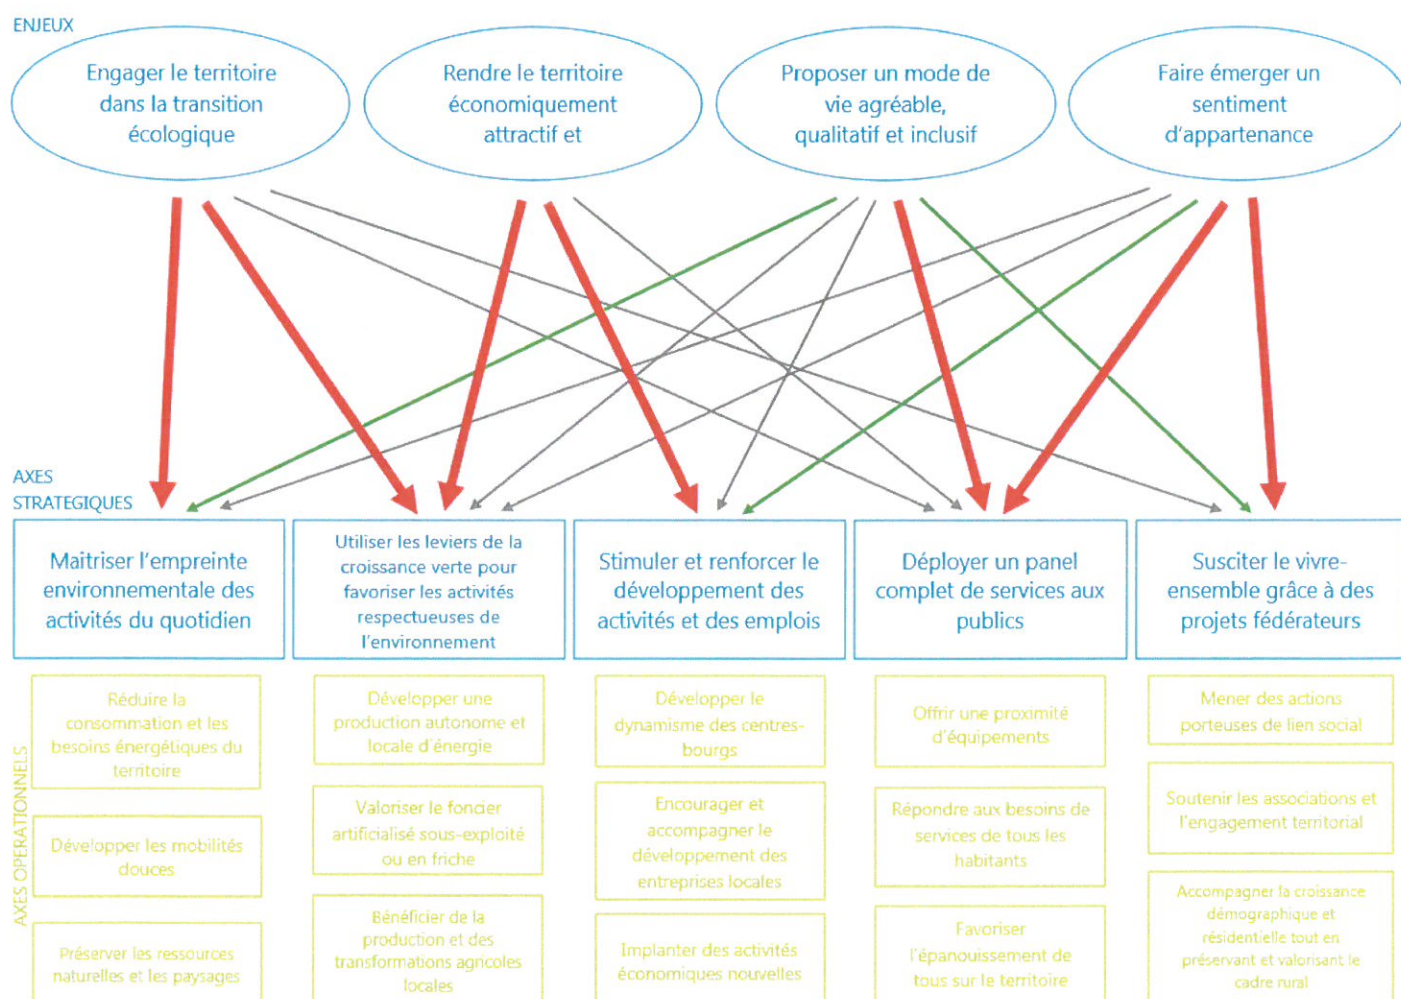 ENJEUX
Engager le territoire
dans la transition
écologique
Rendre le territoire
économiquement
attractif et
Proposer un mode de
vie agréable,
qualitatif et inclusif
Faire émerger un
sentiment
d'appartenance
AXES
STRATEGIQUES
Maitriser l'empreinte
environnementale des
activités du quotidien
Utiliser les leviers de la
croissance verte pour
favoriser les activités
respectueuses de
l'environnement
Stimuler et renforcer le
développement des
activités et des emplois
Déployer un panel
complet de services aux
publics
Susciter le vivre-
ensemble grâce à des
projets fédérateurs
AXES OPERATIONNELS
Réduire la
consommation et les
besoins énergétiques du
territoire
Développer les mobilités
douces
Préserver les ressources
naturelles et les paysages
Développer une
production autonome et
locale d'énergie
Valoriser le foncier
artificialisé sous-exploité
ou en friche
Bénéficier de la
production et des
transformations agricoles
locales
Développer le
dynamisme des centres-
bourgs
Encourager et
accompagner le
développement des
entreprises locales
Implanter des activités
économiques nouvelles
Offrir une proximité
d'équipements
Répondre aux besoins de
services de tous les
habitants
Favoriser
l'épanouissement de
tous sur le territoire
Mener des actions
porteuses de lien social
Soutenir les associations et
l'engagement territorial
Accompagner la croissance
démographique et
résidentielle tout en
préservant et valorisant le
cadre rural